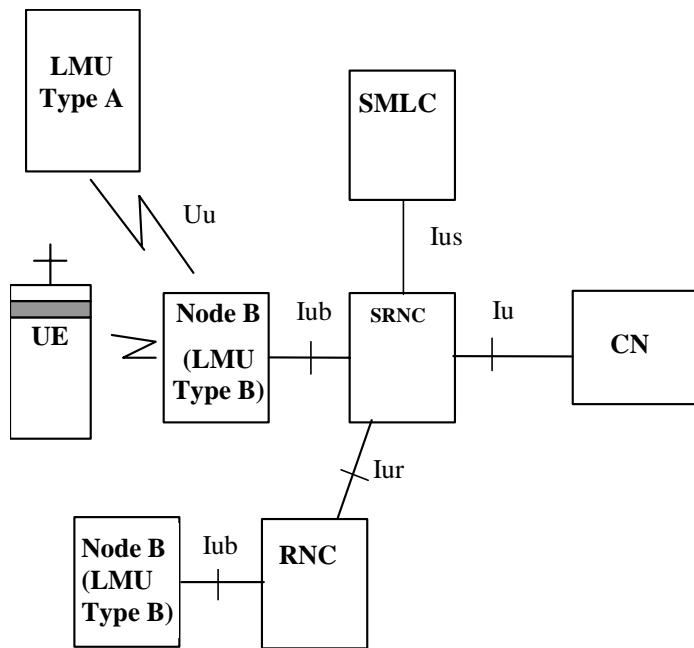 LMU
Type A
SMLC
Uu
Ius
UE
Node B
(LMU
Type B)
Iub
SRNC
Iu
CN
Iur
Node B
(LMU
Type B)
Iub
RNC